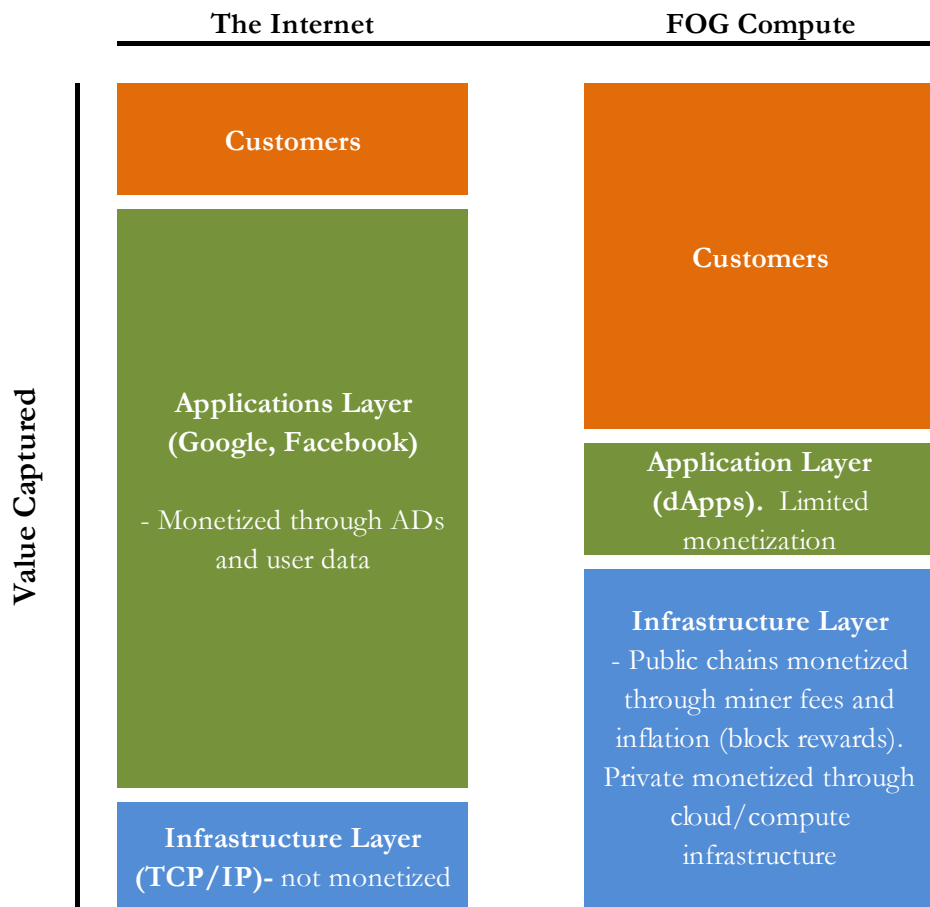 The Internet
FOG Compute
Value Captured
Customers
Applications Layer
(Google, Facebook)
- Monetized through ADs
and user data
Infrastructure Layer
(TCP/IP)- not monetized
Customers
Application Layer
(dApps). Limited
monetization
Infrastructure Layer
- Public chains monetized
through miner fees and
inflation (block rewards).
Private monetized through
cloud/compute
infrastructure